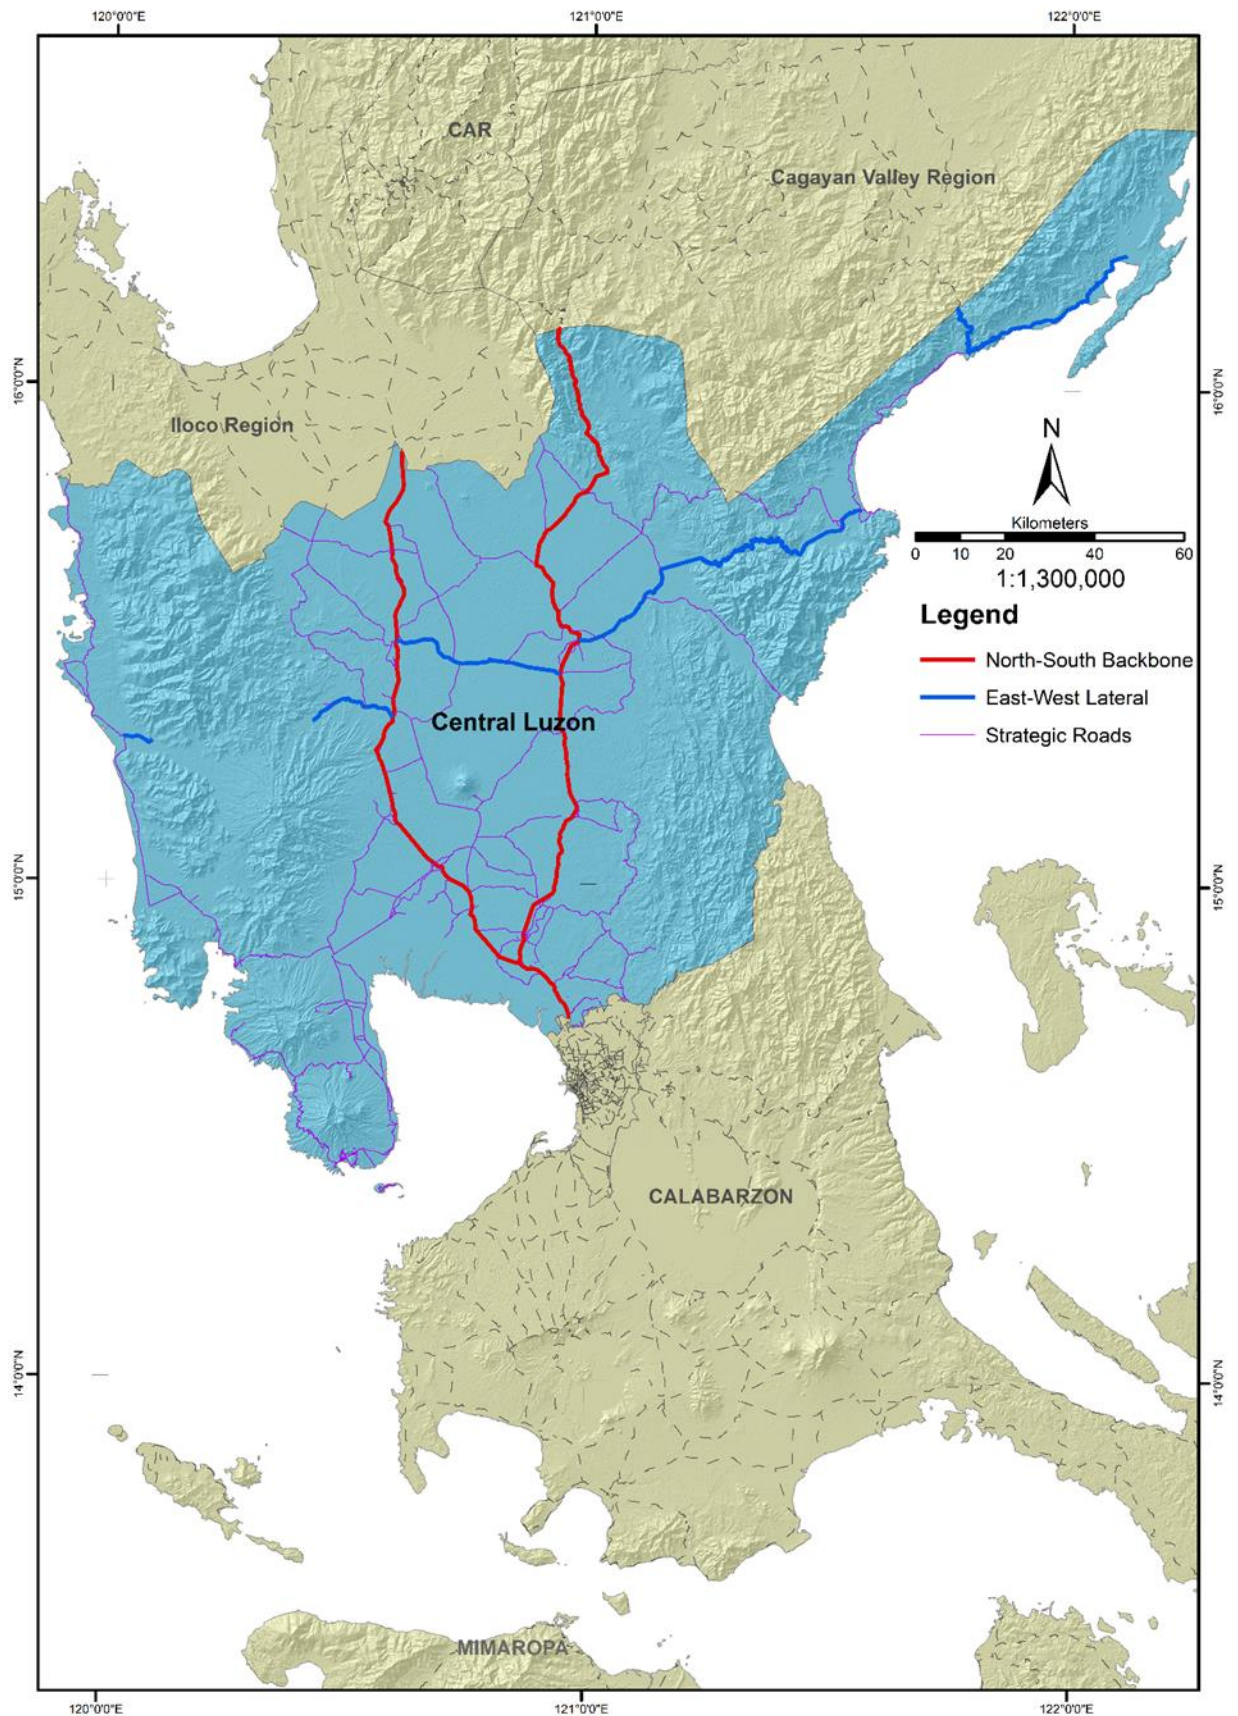 120°0'0"E
121°0'0"E
122°0'0"E
CAR
Cagayan Valley Region
16°0'0"N
16°0'0"N
Iloco Region
N
Kilometers
0 10 20 40 60
1:1,300,000
Legend
North-South Backbone
East-West Lateral
Strategic Roads
Central Luzon
15°0'0"N
15°0'0"N
CALABARZON
14°0'0"N
14°0'0"N
MIMAROPA
120°0'0"E
121°0'0"E
122°0'0"E